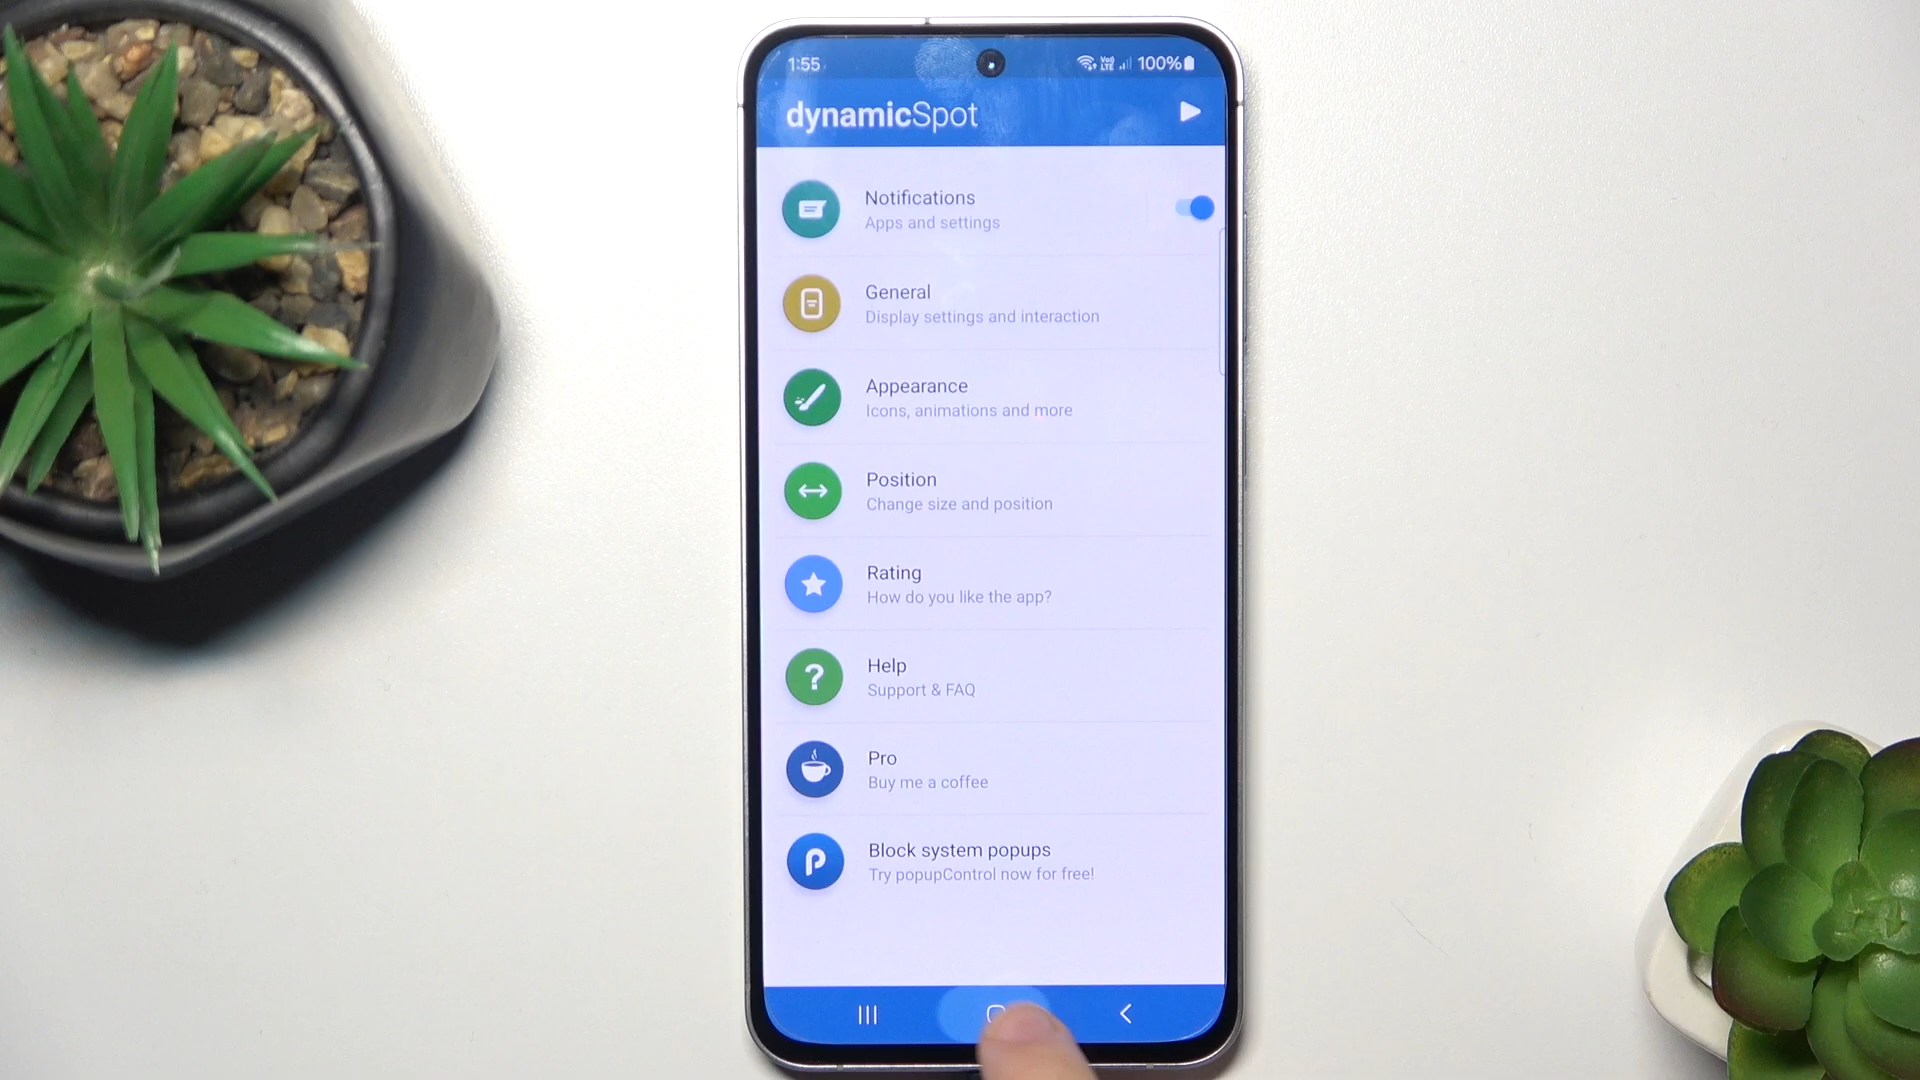 1:55
Vo))
LTE
100%
dynamicSpot
Notifications
Apps and settings
General
Display settings and interaction
Appearance
Icons, animations and more
Position
Change size and position
Rating
How do you like the app?
Help
Support & FAQ
Pro
Buy me a coffee
Block system popups
Try popupControl now for free!